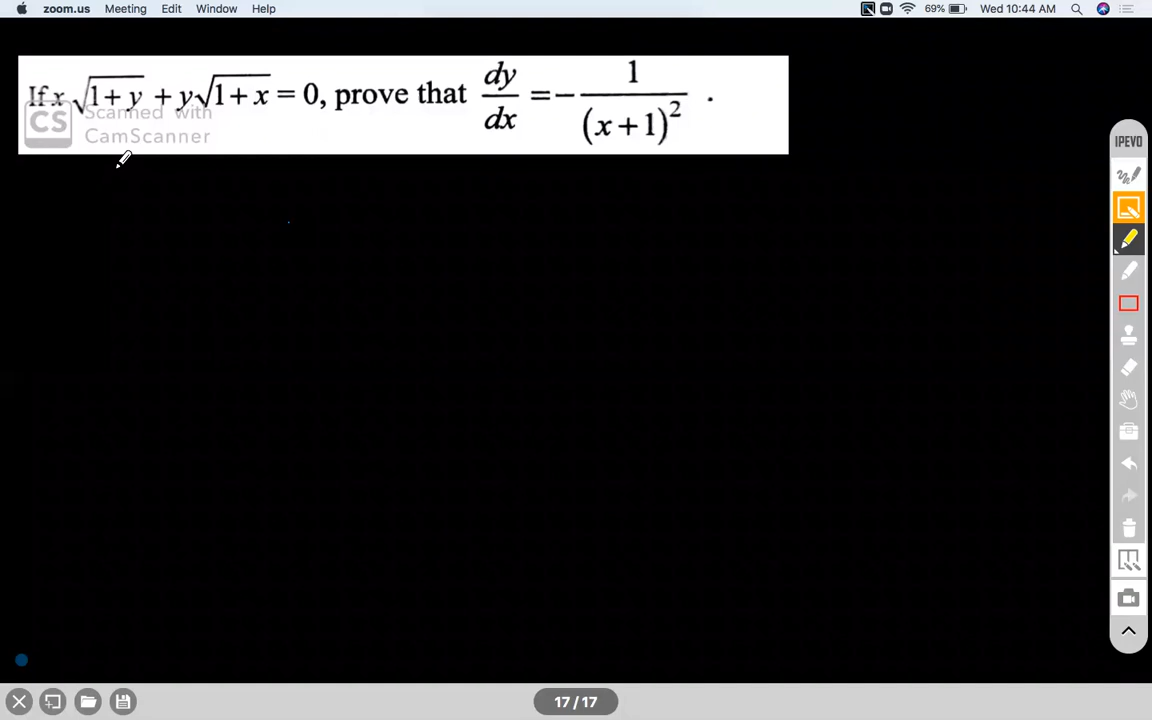 zoom.us Meeting Edit Window Help 69% Wed 10:44 AM
If x √(1+y) + y√(1+x) = 0, prove that dy/dx = −1/(x+1)² .
CS Scanned with CamScanner
IPEVO
17 / 17